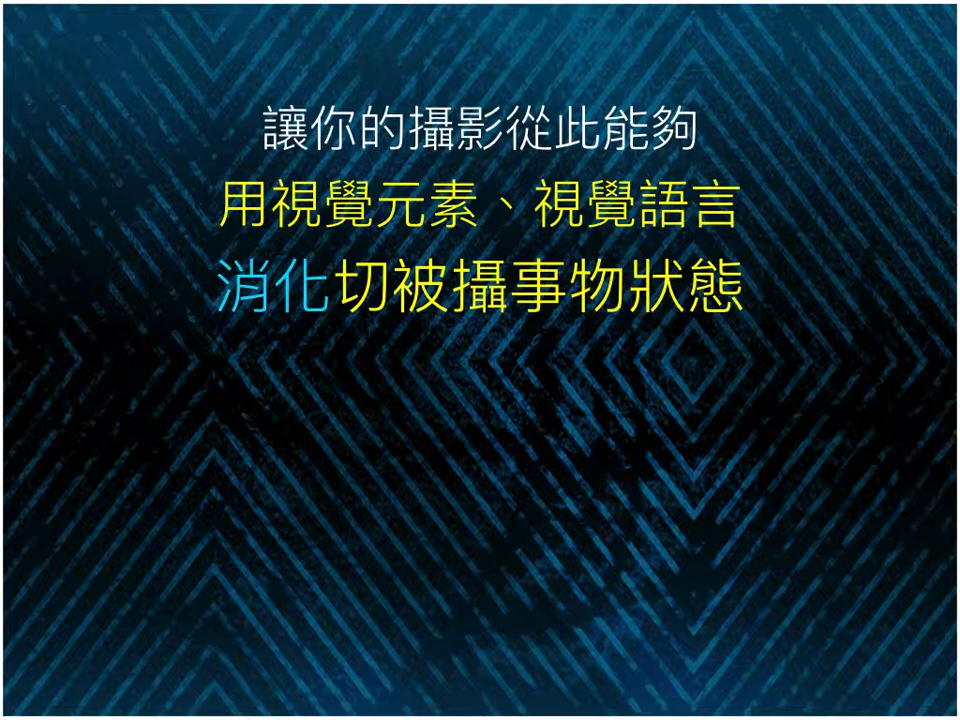 讓你的攝影從此能夠
用視覺元素、視覺語言
消化切被攝事物狀態